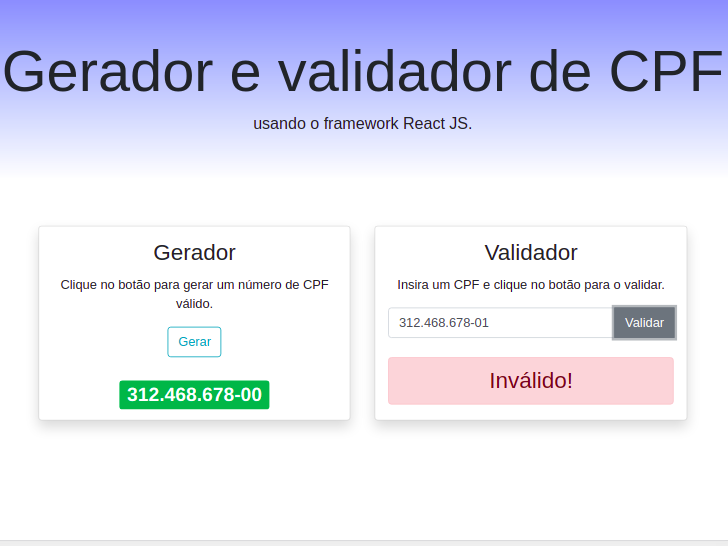 Gerador e validador de CPF
usando o framework React JS.
Gerador
Clique no botão para gerar um número de CPF
válido.
Gerar
312.468.678-00
Validador
Insira um CPF e clique no botão para o validar.
312.468.678-01
Validar
Inválido!